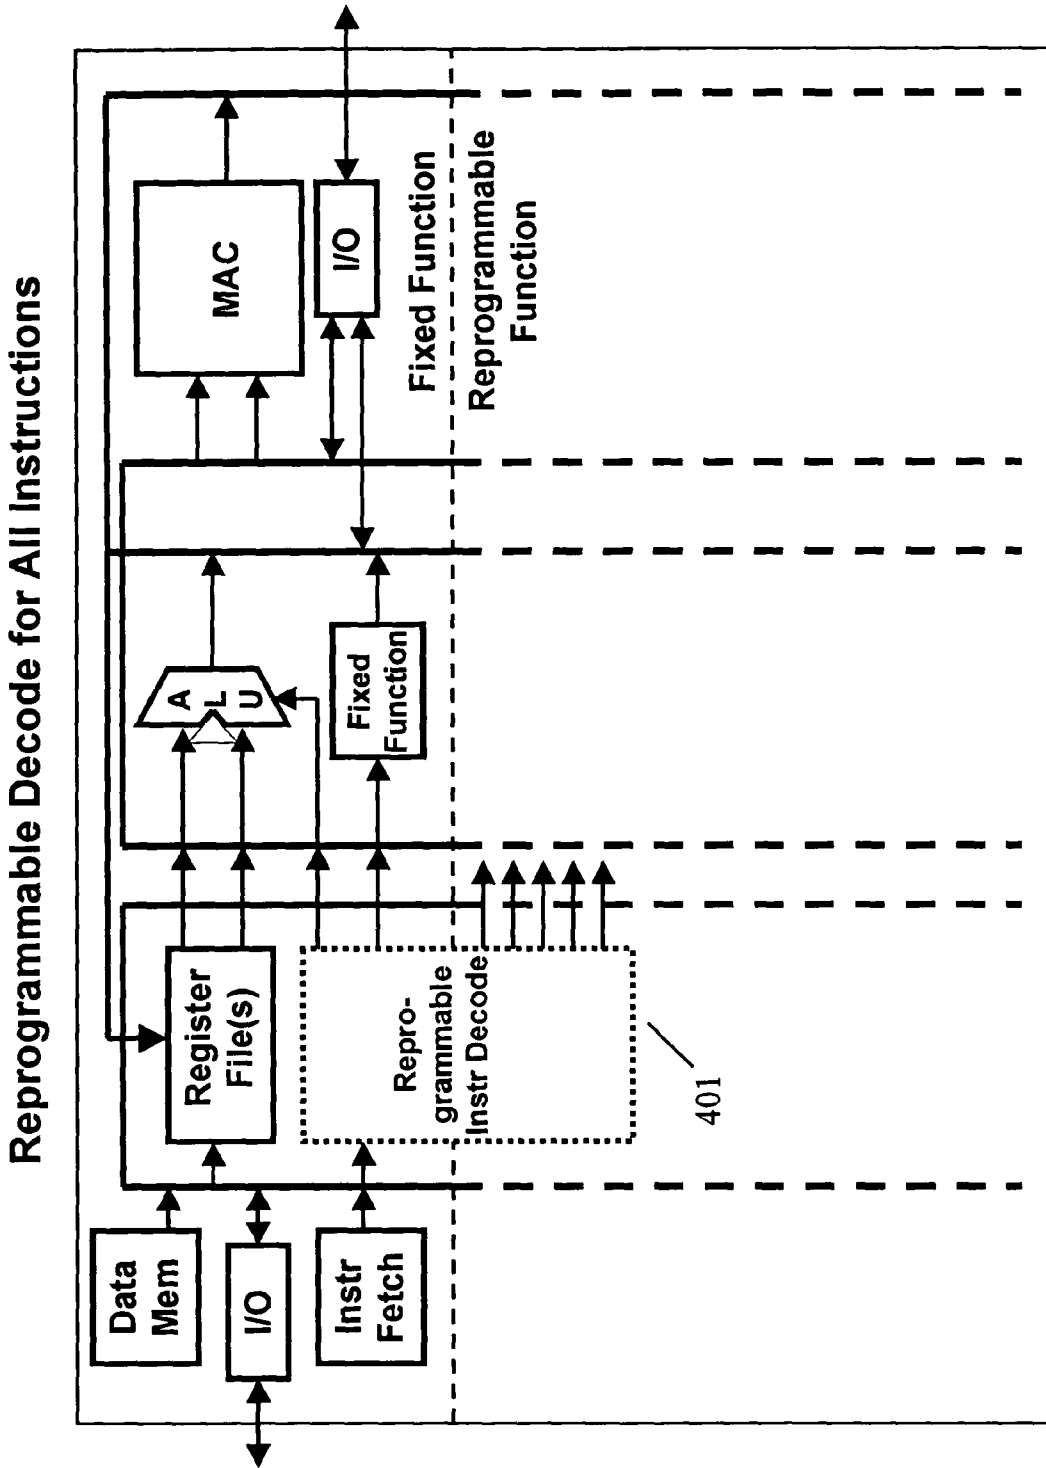 Reprogrammable Decode for All Instructions
Data
Mem
I/O
Instr
Fetch
Register
File(s)
Repro-
grammable
Instr Decode
401
A
L
U
Fixed
Function
MAC
I/O
Fixed Function
Reprogrammable
Function